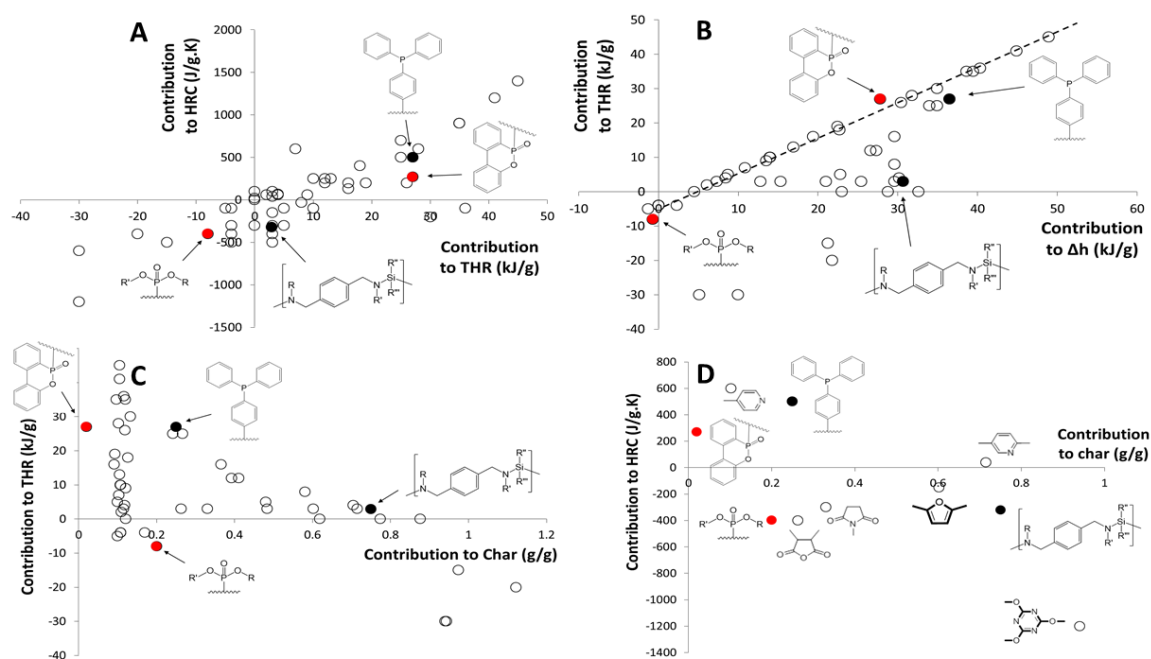 A
Contribution
to HRC (J/g.K)
2000
1500
1000
500
0
-500
-1000
-1500
-40
-30
-20
-10
0
10
20
30
40
50
Contribution
to THR (kJ/g)
P
P
O
O
O
R'
O
P
O
R
R
N
N
R'
R''
Si
R'''
B
Contribution
to THR (kJ/g)
50
40
30
20
10
0
-10
-20
-30
-40
-10
0
10
20
30
40
50
60
Contribution
to Δh (kJ/g)
P
O
O
P
O
R'
O
P
O
R
R
N
N
R'
R''
Si
R'''
C
Contribution to THR (kJ/g)
30
20
10
0
-10
-20
-30
-40
0
0.2
0.4
0.6
0.8
1
1.2
Contribution to Char (g/g)
P
O
O
P
O
R'
O
P
O
R
R
N
N
R'
R''
Si
R'''
D
Contribution to HRC (J/g.K)
800
600
400
200
0
-200
-400
-600
-800
-1000
-1200
-1400
0
0.2
0.4
0.6
0.8
1
Contribution
to char (g/g)
N
P
P
O
O
N
O
R'
O
P
O
R
O
O
O
O
N
O
O
R
N
N
R'
R''
Si
R'''
O
N
N
N
O
O